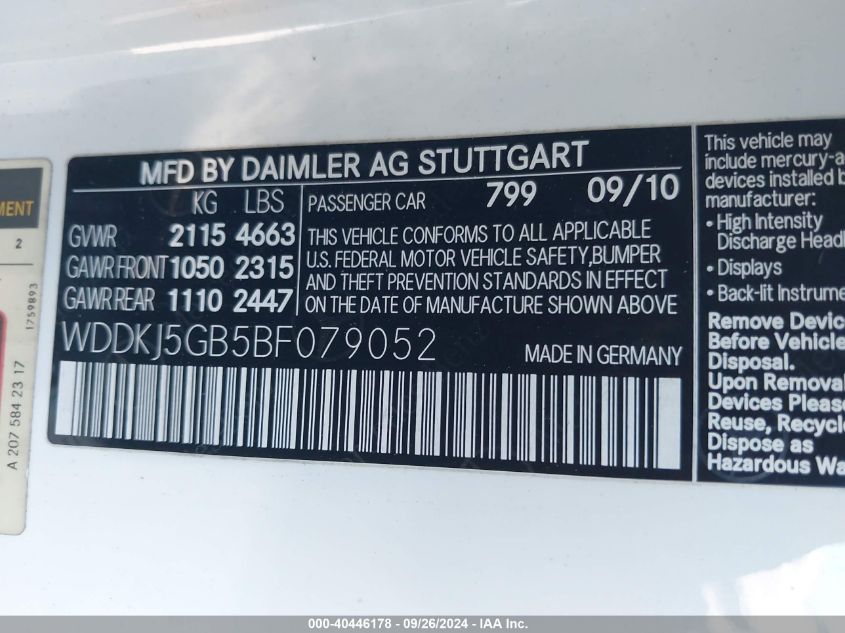 MFD BY DAIMLER AG STUTTGART
KG LBS
GVWR 2115 4663
GAWR FRONT 1050 2315
GAWR REAR 1110 2447
PASSENGER CAR 799 09/10
THIS VEHICLE CONFORMS TO ALL APPLICABLE
U.S. FEDERAL MOTOR VEHICLE SAFETY,BUMPER
AND THEFT PREVENTION STANDARDS IN EFFECT
ON THE DATE OF MANUFACTURE SHOWN ABOVE
WDDKJ5GB5BF079052
MADE IN GERMANY
This vehicle may
include mercury-a
devices installed b
manufacturer:
• High Intensity
Discharge Headl
• Displays
• Back-lit Instrume
Remove Devic
Before Vehicle
Disposal.
Upon Removal
Devices Please
Reuse, Recycle
Dispose as
Hazardous Wa
MENT
2
1759893
A 207 584 23 17
000-40446178 - 09/26/2024 - IAA Inc.